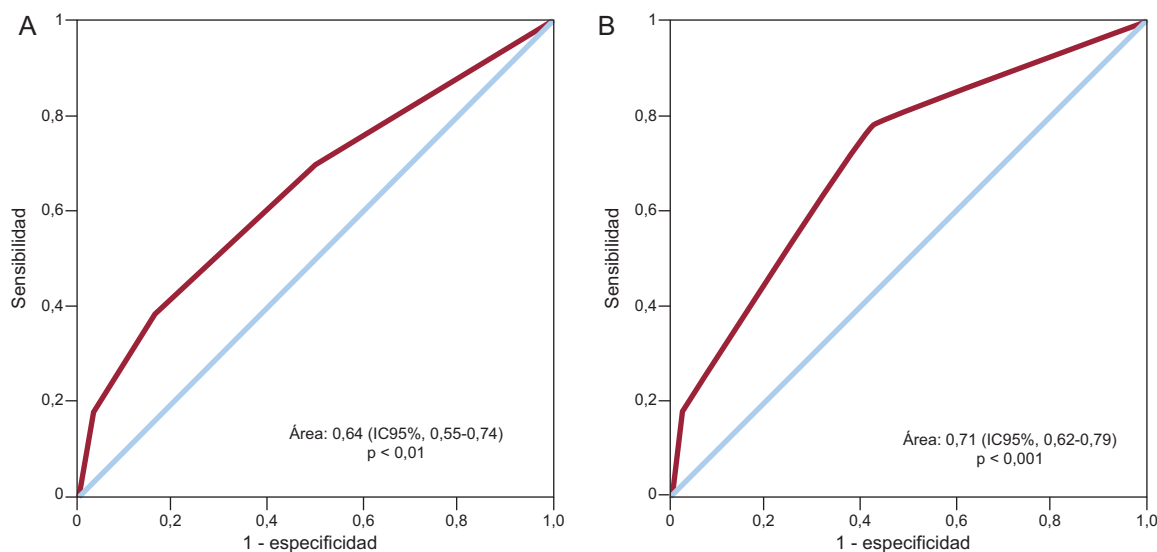 A
1
0,8
0,6
0,4
0,2
0
Sensibilidad
Área: 0,64 (IC95%, 0,55-0,74)
p < 0,01
0
0,2
0,4
0,6
0,8
1,0
1 - especificidad
B
1
0,8
0,6
0,4
0,2
0
Sensibilidad
Área: 0,71 (IC95%, 0,62-0,79)
p < 0,001
0
0,2
0,4
0,6
0,8
1,0
1 - especificidad